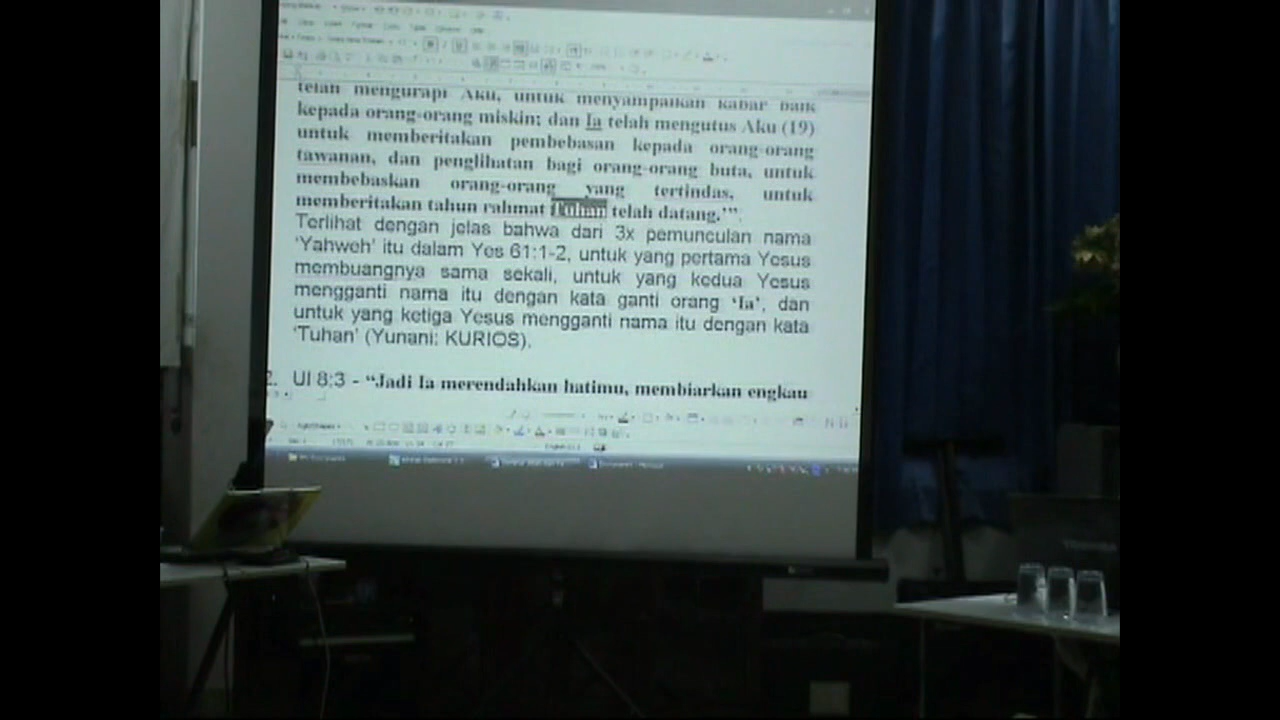 telah mengurapi Aku, untuk menyampaikan kabar baik
kepada orang-orang miskin; dan Ia telah mengutus Aku (19)
untuk memberitakan pembebasan kepada orang-orang
tawanan, dan penglihatan bagi orang-orang buta, untuk
membebaskan orang-orang yang tertindas, untuk
memberitakan tahun rahmat Tuhan telah datang.'".
Terlihat dengan jelas bahwa dari 3x pemunculan nama
'Yahweh' itu dalam Yes 61:1-2, untuk yang pertama Yesus
membuangnya sama sekali, untuk yang kedua Yesus
mengganti nama itu dengan kata ganti orang 'Ia', dan
untuk yang ketiga Yesus mengganti nama itu dengan kata
'Tuhan' (Yunani: KURIOS).
2. Ul 8:3 - "Jadi Ia merendahkan hatimu, membiarkan engkau